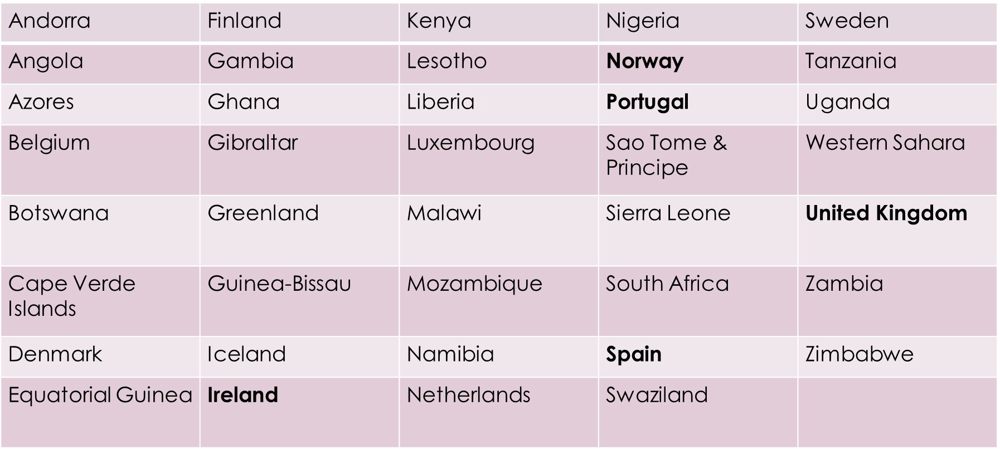 Andorra Finland Kenya Nigeria Sweden
Angola Gambia Lesotho Norway Tanzania
Azores Ghana Liberia Portugal Uganda
Belgium Gibraltar Luxembourg Sao Tome & Western Sahara
Principe
Botswana Greenland Malawi Sierra Leone United Kingdom
Cape Verde Guinea-Bissau Mozambique South Africa Zambia
Islands
Denmark Iceland Namibia Spain Zimbabwe
Equatorial Guinea Ireland Netherlands Swaziland